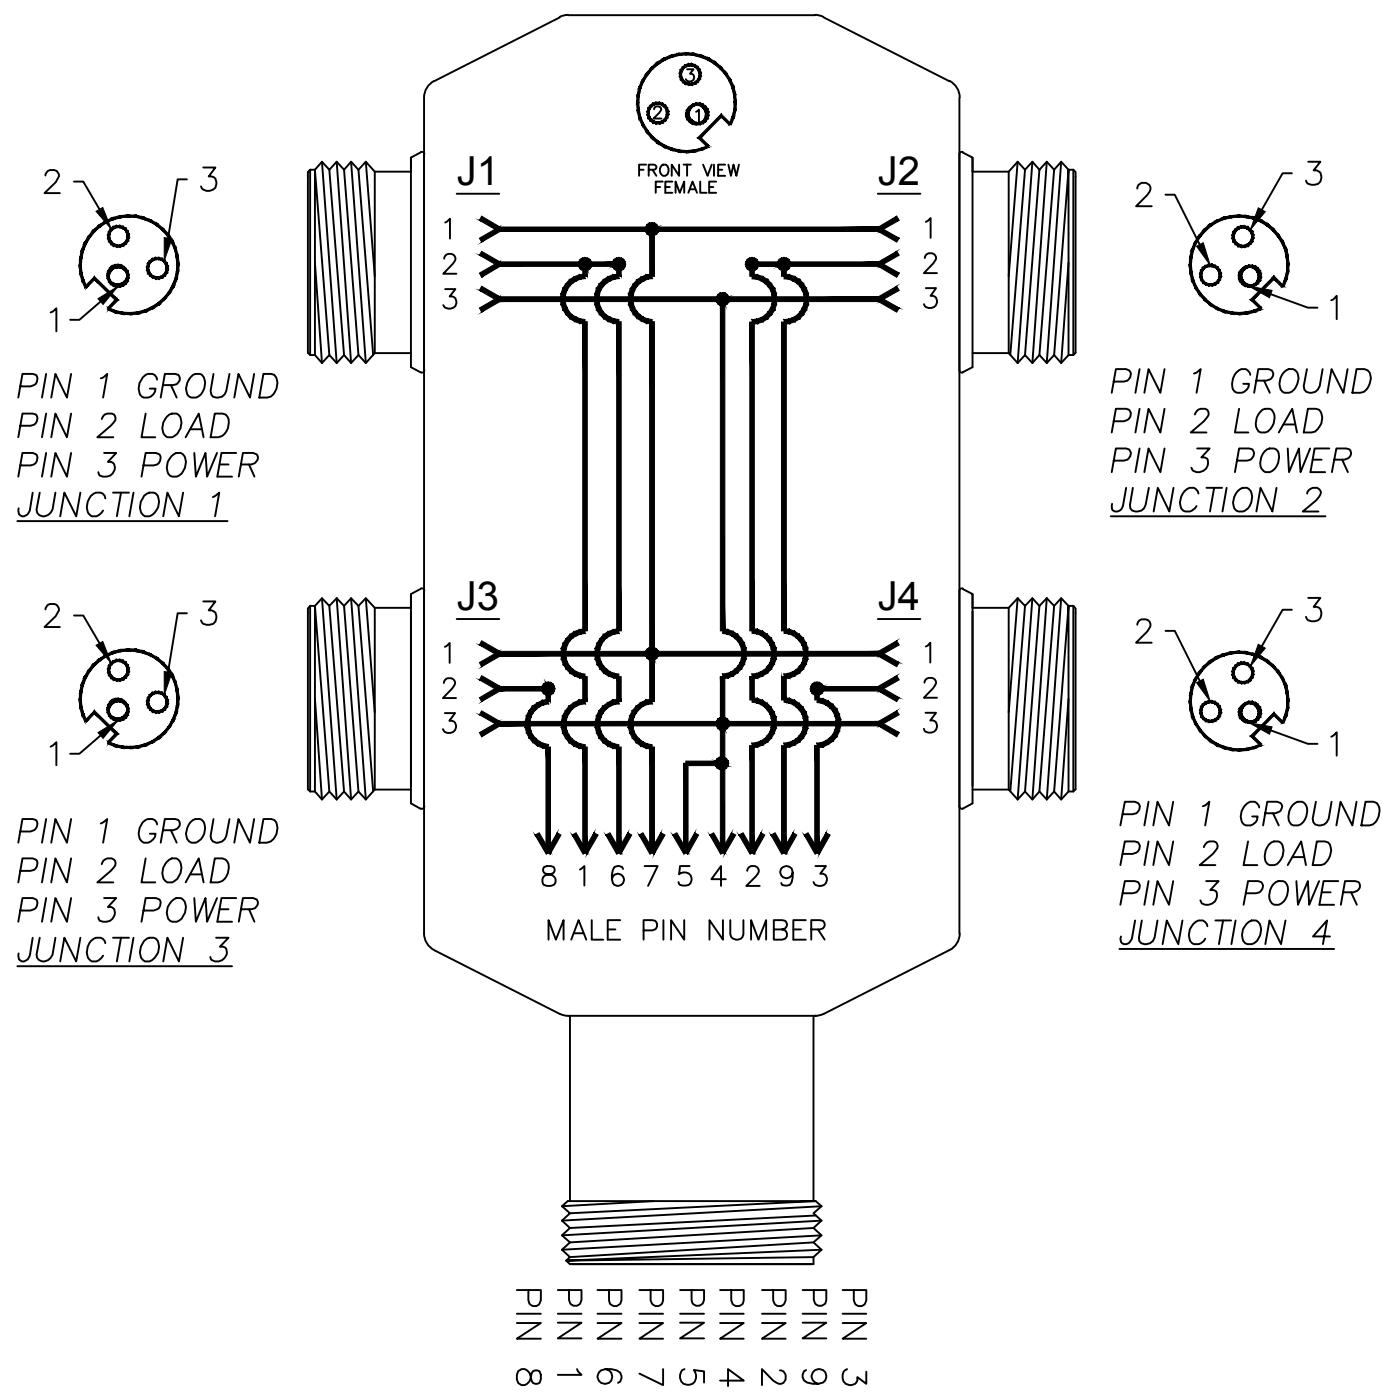 3
2
1
FRONT VIEW
FEMALE
J1
J2
1
2
3
1
2
3
2
3
1
PIN 1 GROUND
PIN 2 LOAD
PIN 3 POWER
JUNCTION 1
2
3
1
PIN 1 GROUND
PIN 2 LOAD
PIN 3 POWER
JUNCTION 2
J3
J4
1
2
3
1
2
3
2
3
1
PIN 1 GROUND
PIN 2 LOAD
PIN 3 POWER
JUNCTION 3
2
3
1
PIN 1 GROUND
PIN 2 LOAD
PIN 3 POWER
JUNCTION 4
8 1 6 7 5 4 2 9 3
MALE PIN NUMBER
PIN 8
PIN 1
PIN 6
PIN 7
PIN 5
PIN 4
PIN 2
PIN 9
PIN 3